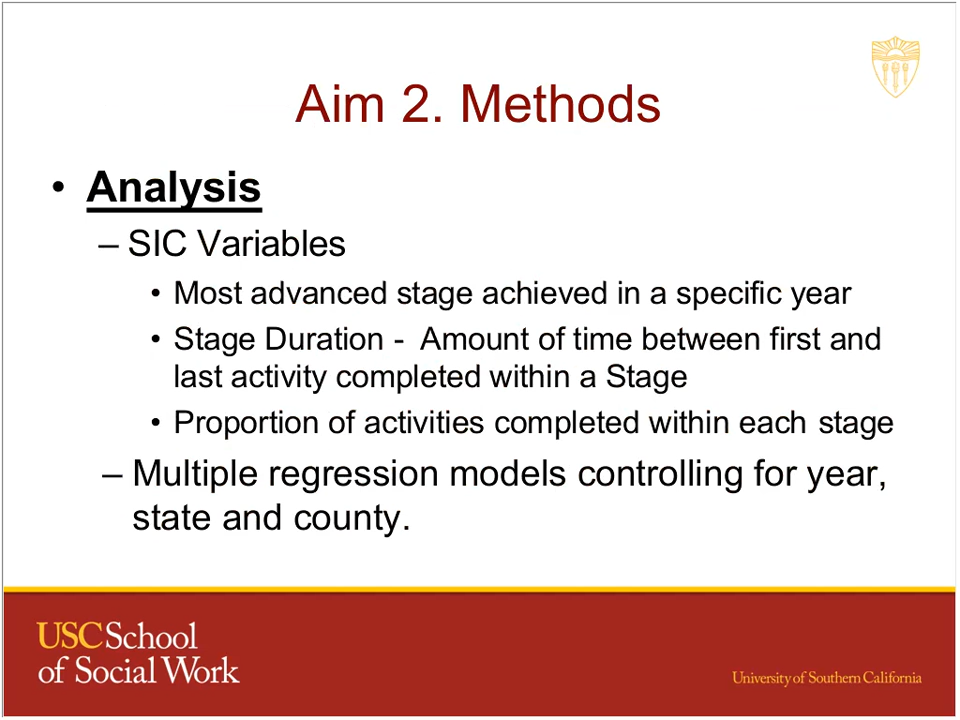 Aim 2. Methods
• Analysis
– SIC Variables
• Most advanced stage achieved in a specific year
• Stage Duration - Amount of time between first and
last activity completed within a Stage
• Proportion of activities completed within each stage
– Multiple regression models controlling for year,
state and county.
USC School
of Social Work
University of Southern California